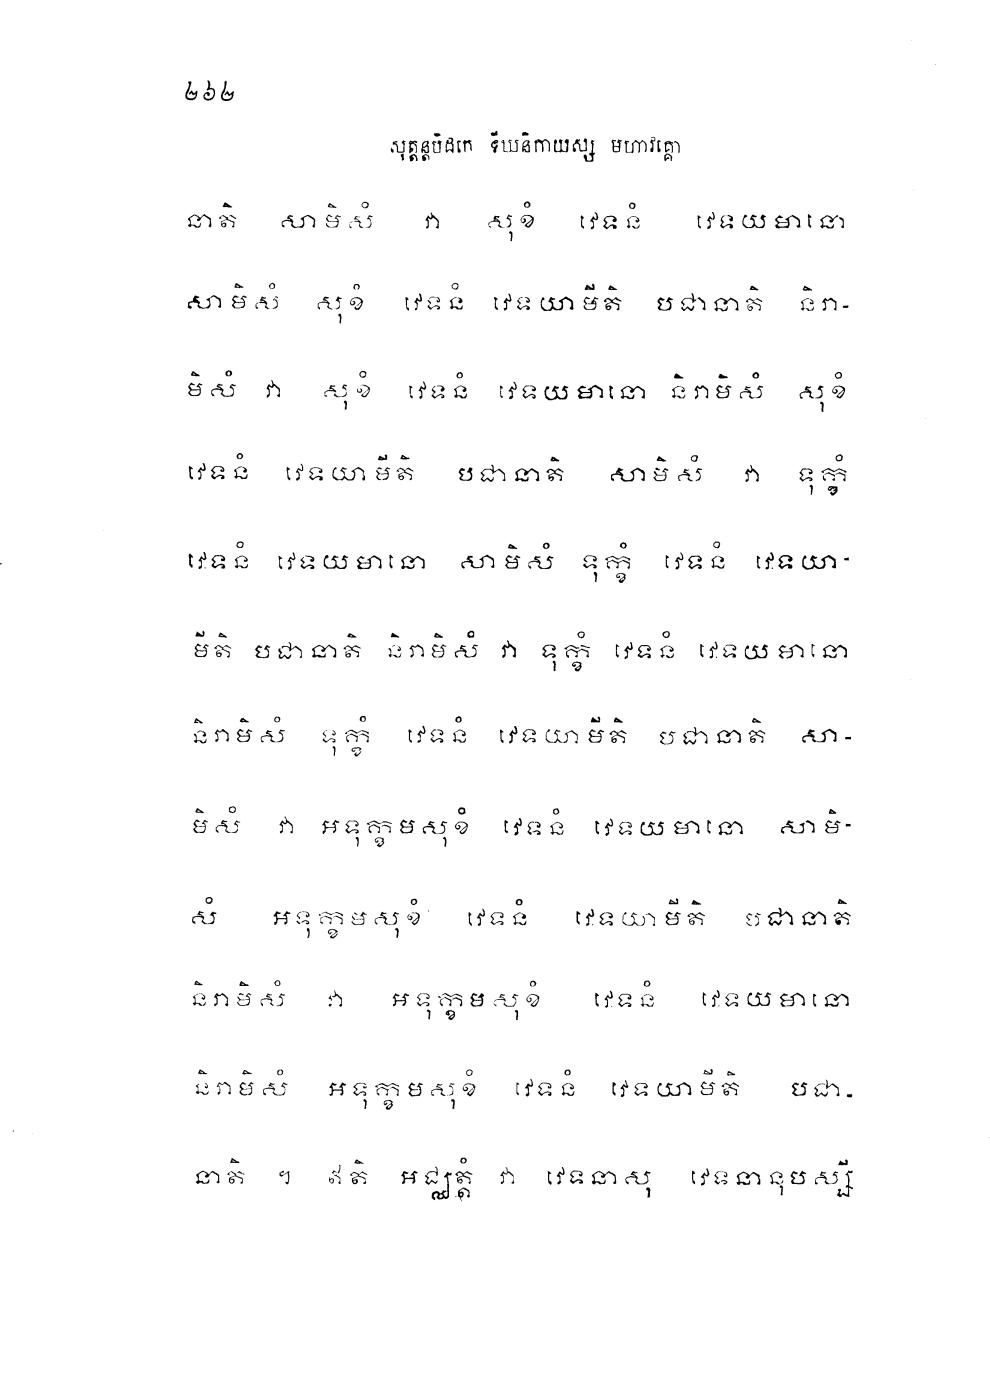 ២៦២
សុត្តន្តបិដកេ ទីឃនិកាយស្ស មហាវគ្គោ
នាតិ សាមិសំ វា សុខំ វេទនំ វេទយមានោ
សាមិសំ សុខំ វេទនំ វេទយាមីតិ បជានាតិ និរា-
មិសំ វា សុខំ វេទនំ វេទយមានោ និរាមិសំ សុខំ
វេទនំ វេទយាមីតិ បជានាតិ សាមិសំ វា ទុក្ខំ
វេទនំ វេទយមានោ សាមិសំ ទុក្ខំ វេទនំ វេទយា-
មីតិ បជានាតិ និរាមិសំ វា ទុក្ខំ វេទនំ វេទយមានោ
និរាមិសំ ទុក្ខំ វេទនំ វេទយាមីតិ បជានាតិ សា-
មិសំ វា អទុក្ខមសុខំ វេទនំ វេទយមានោ សាមិ-
សំ អទុក្ខមសុខំ វេទនំ វេទយាមីតិ បជានាតិ
និរាមិសំ វា អទុក្ខមសុខំ វេទនំ វេទយមានោ
និរាមិសំ អទុក្ខមសុខំ វេទនំ វេទយាមីតិ បជា-
នាតិ ។ ឥតិ អជ្ឈត្តំ វា វេទនាសុ វេទនានុបស្សី